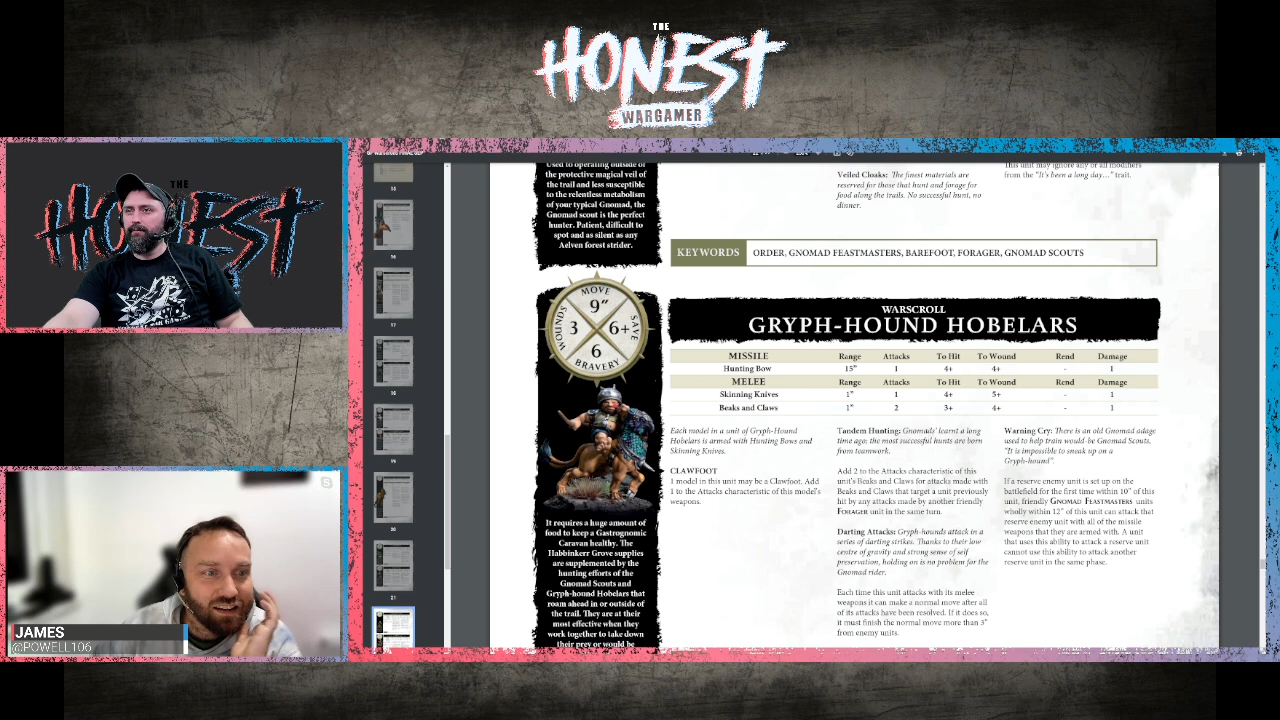 THE
HONEST
WARGAMER
THE
HONEST
JAMES
@POWELL106
16
17
18
19
20
21
Used to operating outside of
the protective magical veil of
the trail and less susceptible
to the relentless metabolism
of your typical Gnomad, the
Gnomad scout is the perfect
hunter. Patient, difficult to
spot and as silent as any
Aelven forest strider.
Veiled Cloaks: The finest materials are
reserved for those that hunt and forage for
food along the trails. No successful hunt, no
dinner.
This unit may ignore any or all modifiers
from the "It's been a long day..." trait.
KEYWORDS ORDER, GNOMAD FEASTMASTERS, BAREFOOT, FORAGER, GNOMAD SCOUTS
MOVE
9"
WOUNDS 3 6+ SAVE
6
BRAVERY
WARSCROLL
GRYPH-HOUND HOBELARS
MISSILE Range Attacks To Hit To Wound Rend Damage
Hunting Bow 15" 1 4+ 4+ - 1
MELEE Range Attacks To Hit To Wound Rend Damage
Skinning Knives 1" 1 4+ 5+ - 1
Beaks and Claws 1" 2 3+ 4+ - 1
It requires a huge amount of
food to keep a Gastrognomic
Caravan healthy. The
Habbinkerr Grove supplies
are supplemented by the
hunting efforts of the
Gnomad Scouts and
Gryph-hound Hobelars that
roam ahead in or outside of
the trail. They are at their
most effective when they
work together to take down
their prey or would be
Each model in a unit of Gryph-Hound
Hobelars is armed with Hunting Bows and
Skinning Knives.
CLAWFOOT
1 model in this unit may be a Clawfoot. Add
1 to the Attacks characteristic of this model's
weapons.
Tandem Hunting: Gnomads' learnt a long
time ago: the most successful hunts are born
from teamwork.
Add 2 to the Attacks characteristic of this
unit's Beaks and Claws for attacks made with
Beaks and Claws that target a unit previously
hit by any attacks made by another friendly
FORAGER unit in the same turn.
Darting Attacks: Gryph-hounds attack in a
series of darting strikes. Thanks to their low
centre of gravity and strong sense of self
preservation, holding on is no problem for the
Gnomad rider.
Each time this unit attacks with its melee
weapons it can make a normal move after all
of its attacks have been resolved. If it does so,
it must finish the normal move more than 3"
from enemy units.
Warning Cry: There is an old Gnomad adage
used to help train would-be Gnomad Scouts,
"It is impossible to sneak up on a
Gryph-hound".
If a reserve enemy unit is set up on the
battlefield for the first time within 10" of this
unit, friendly GNOMAD FEASTMASTERS units
wholly within 12" of this unit can attack that
reserve enemy unit with all of the missile
weapons that they are armed with. A unit
that uses this ability to attack a reserve unit
cannot use this ability to attack another
reserve unit in the same phase.